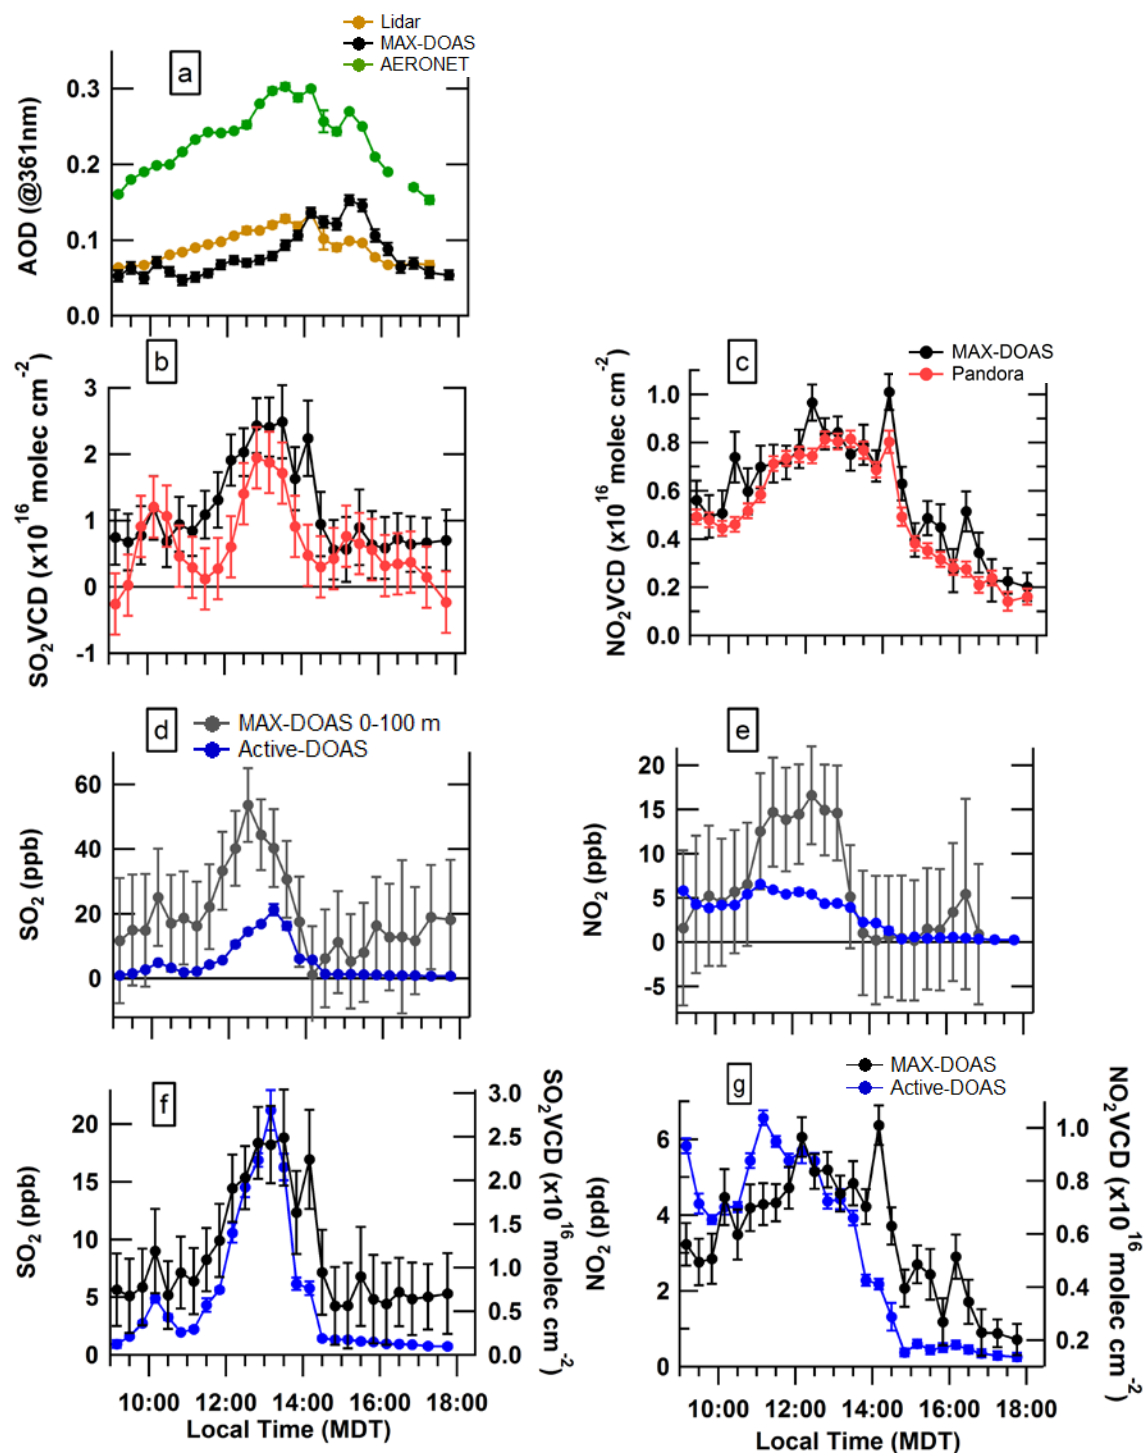 Lidar
MAX-DOAS
AERONET
a
0.3
0.2
0.1
0.0
AOD (@361nm)
b
3
2
1
0
-1
SO2VCD (x10^16 molec cm^-2)
c
MAX-DOAS
Pandora
1.0
0.8
0.6
0.4
0.2
0.0
NO2VCD (x10^16 molec cm^-2)
d
MAX-DOAS 0-100 m
Active-DOAS
60
40
20
0
SO2 (ppb)
e
20
15
10
5
0
-5
NO2 (ppb)
f
20
15
10
5
0
SO2 (ppb)
3.0
2.5
2.0
1.5
1.0
0.5
0.0
SO2VCD (x10^16 molec cm^-2)
10:00 12:00 14:00 16:00 18:00
Local Time (MDT)
g
MAX-DOAS
Active-DOAS
6
4
2
0
NO2 (ppb)
1.0
0.8
0.6
0.4
0.2
NO2VCD (x10^16 molec cm^-2)
10:00 12:00 14:00 16:00 18:00
Local Time (MDT)